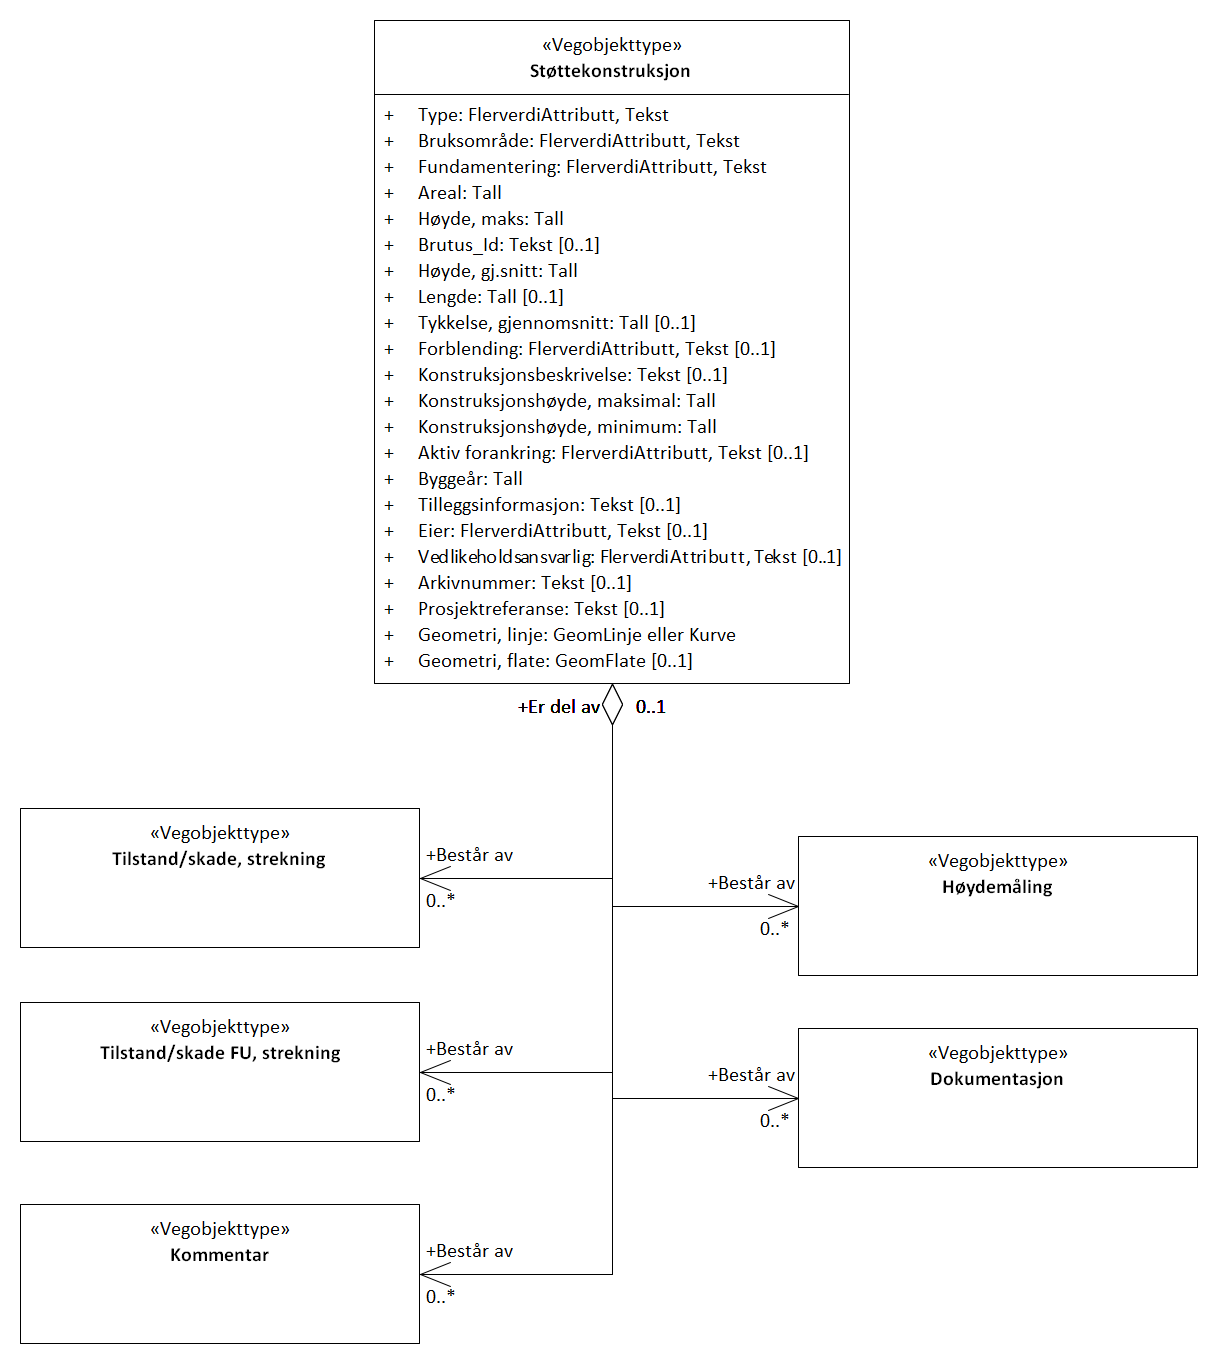 «Vegobjekttype»
Støttekonstruksjon
+ Type: FlerverdiAttributt, Tekst
+ Bruksområde: FlerverdiAttributt, Tekst
+ Fundamentering: FlerverdiAttributt, Tekst
+ Areal: Tall
+ Høyde, maks: Tall
+ Brutus_Id: Tekst [0..1]
+ Høyde, gj.snitt: Tall
+ Lengde: Tall [0..1]
+ Tykkelse, gjennomsnitt: Tall [0..1]
+ Forblending: FlerverdiAttributt, Tekst [0..1]
+ Konstruksjonsbeskrivelse: Tekst [0..1]
+ Konstruksjonshøyde, maksimal: Tall
+ Konstruksjonshøyde, minimum: Tall
+ Aktiv forankring: FlerverdiAttributt, Tekst [0..1]
+ Byggeår: Tall
+ Tilleggsinformasjon: Tekst [0..1]
+ Eier: FlerverdiAttributt, Tekst [0..1]
+ Vedlikeholdsansvarlig: FlerverdiAttributt, Tekst [0..1]
+ Arkivnummer: Tekst [0..1]
+ Prosjektreferanse: Tekst [0..1]
+ Geometri, linje: GeomLinje eller Kurve
+ Geometri, flate: GeomFlate [0..1]
+Er del av 0..1
«Vegobjekttype»
Tilstand/skade, strekning
+Består av
0..*
«Vegobjekttype»
Høydemåling
+Består av
0..*
«Vegobjekttype»
Tilstand/skade FU, strekning
+Består av
0..*
«Vegobjekttype»
Dokumentasjon
+Består av
0..*
«Vegobjekttype»
Kommentar
+Består av
0..*